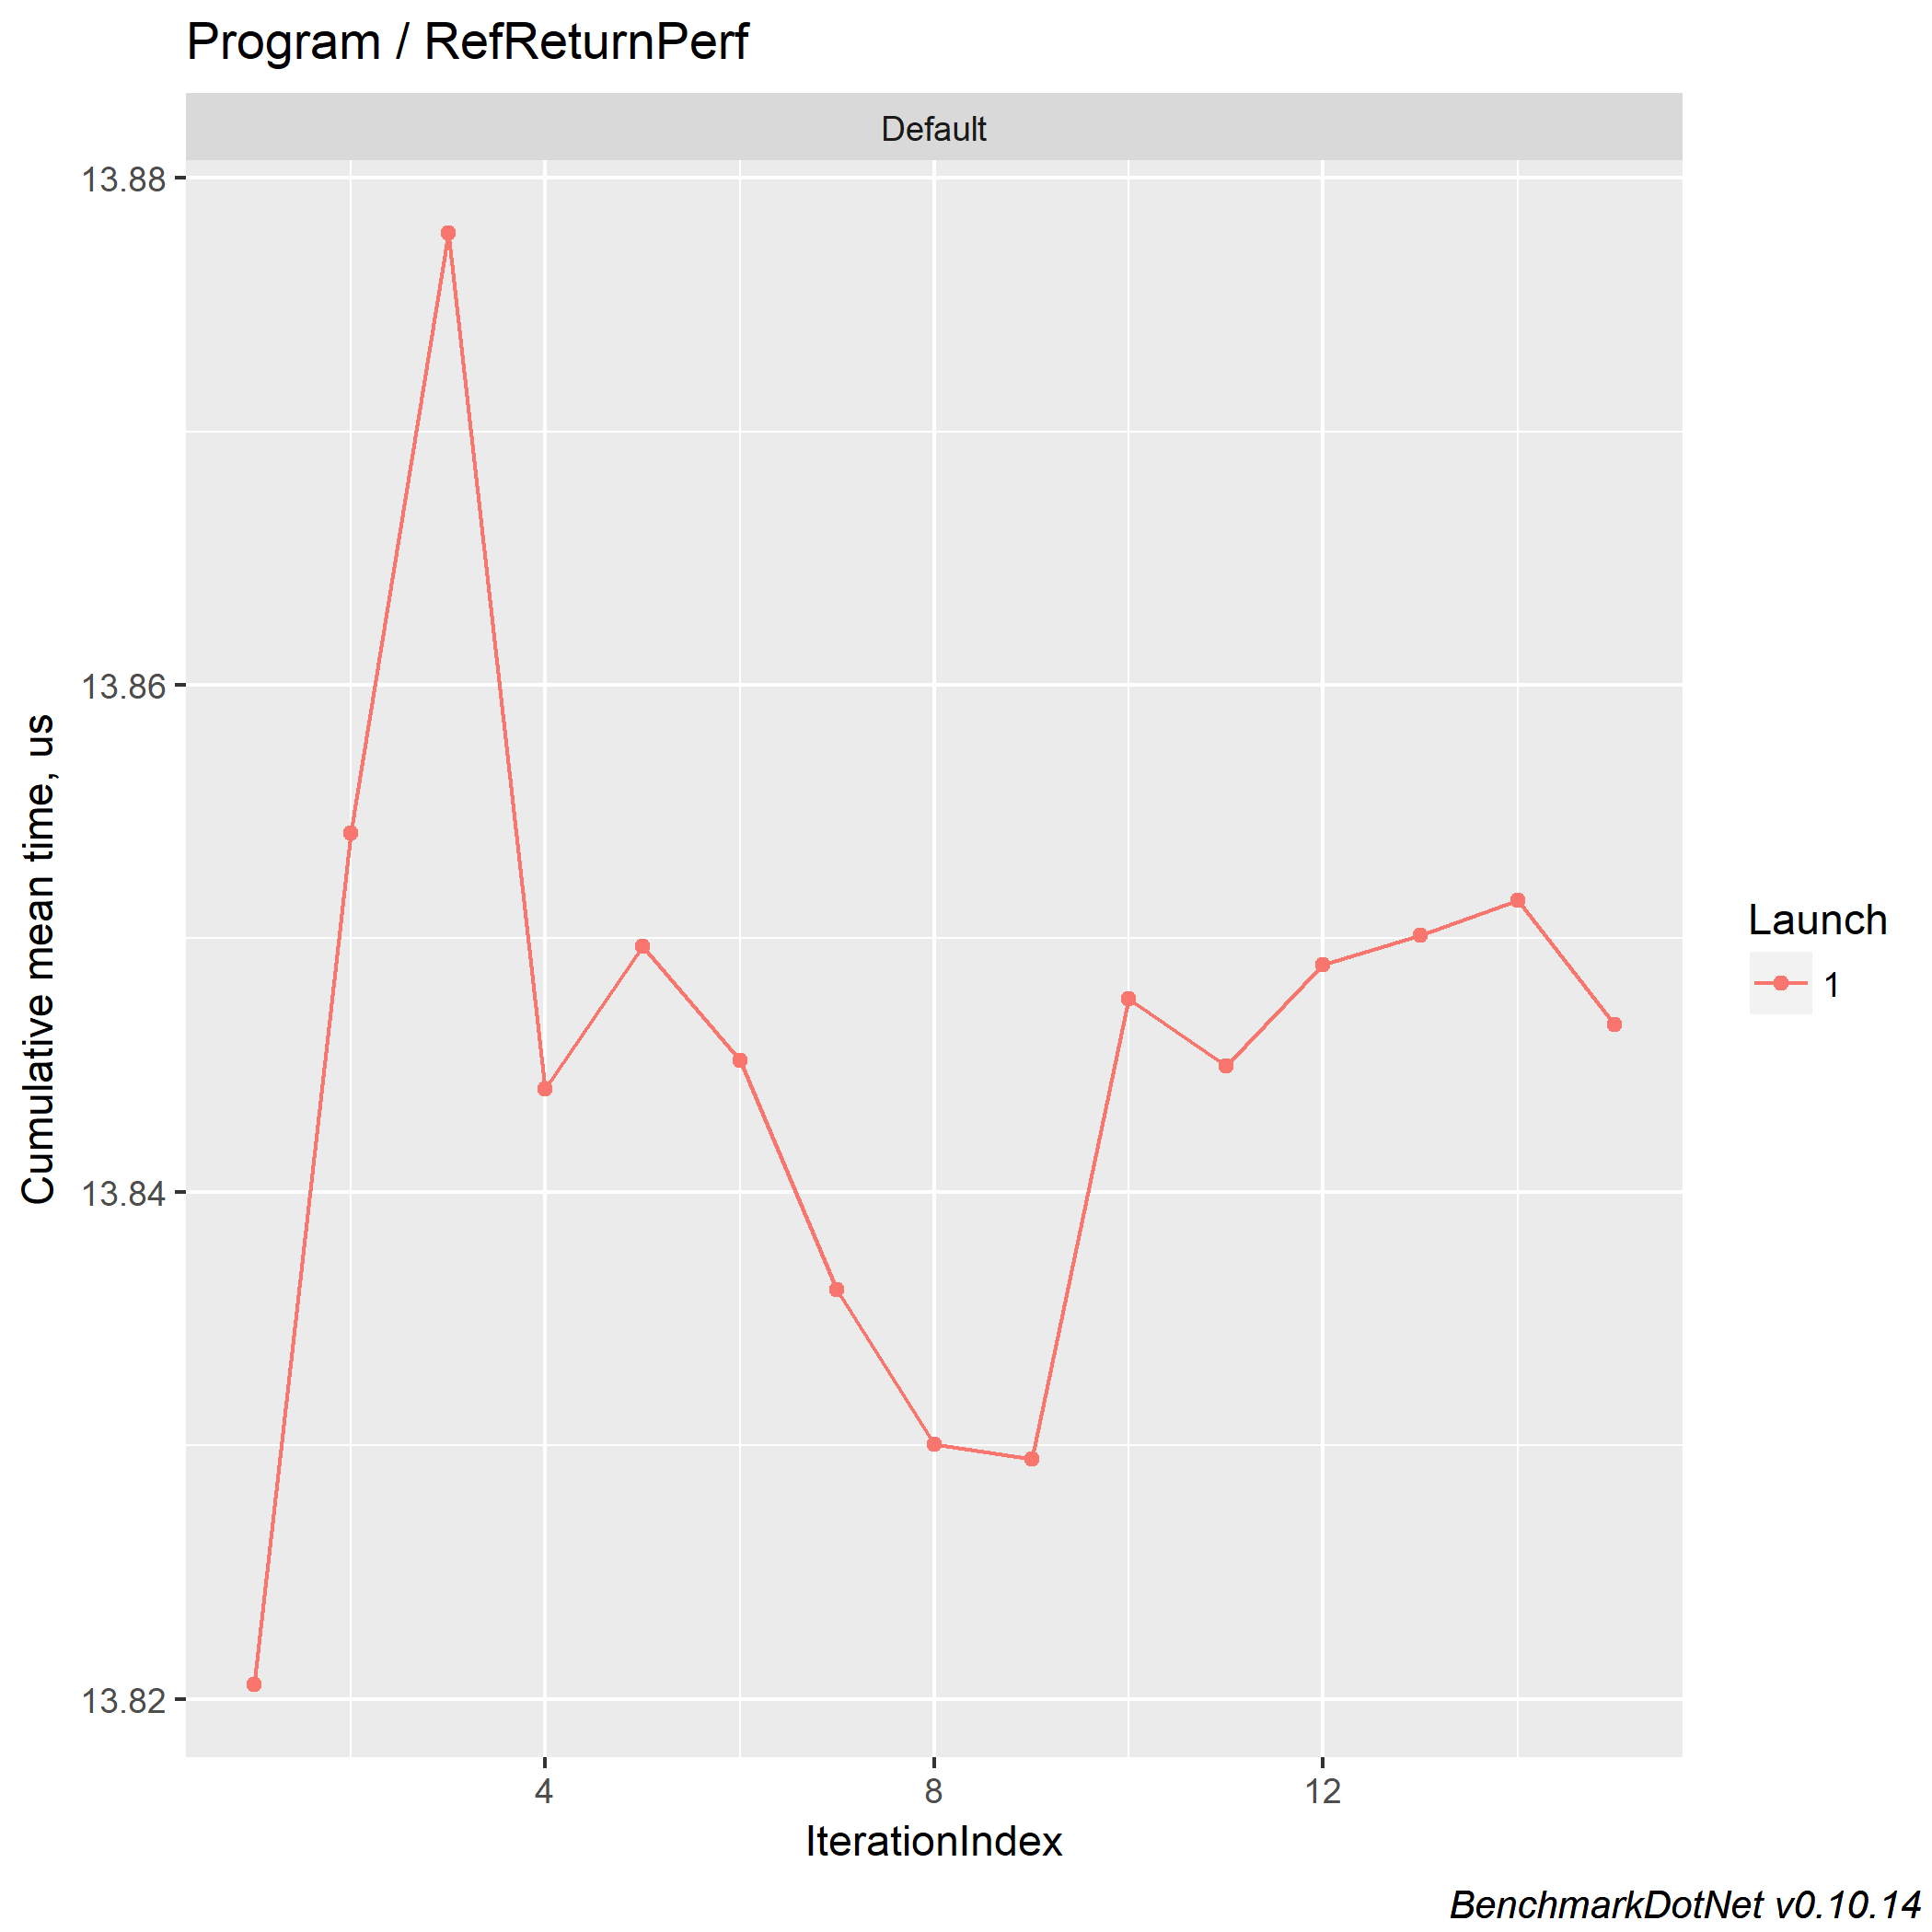 Program / RefReturnPerf
Default
13.88
13.86
13.84
13.82
Cumulative mean time, us
4
8
12
IterationIndex
Launch
1
BenchmarkDotNet v0.10.14